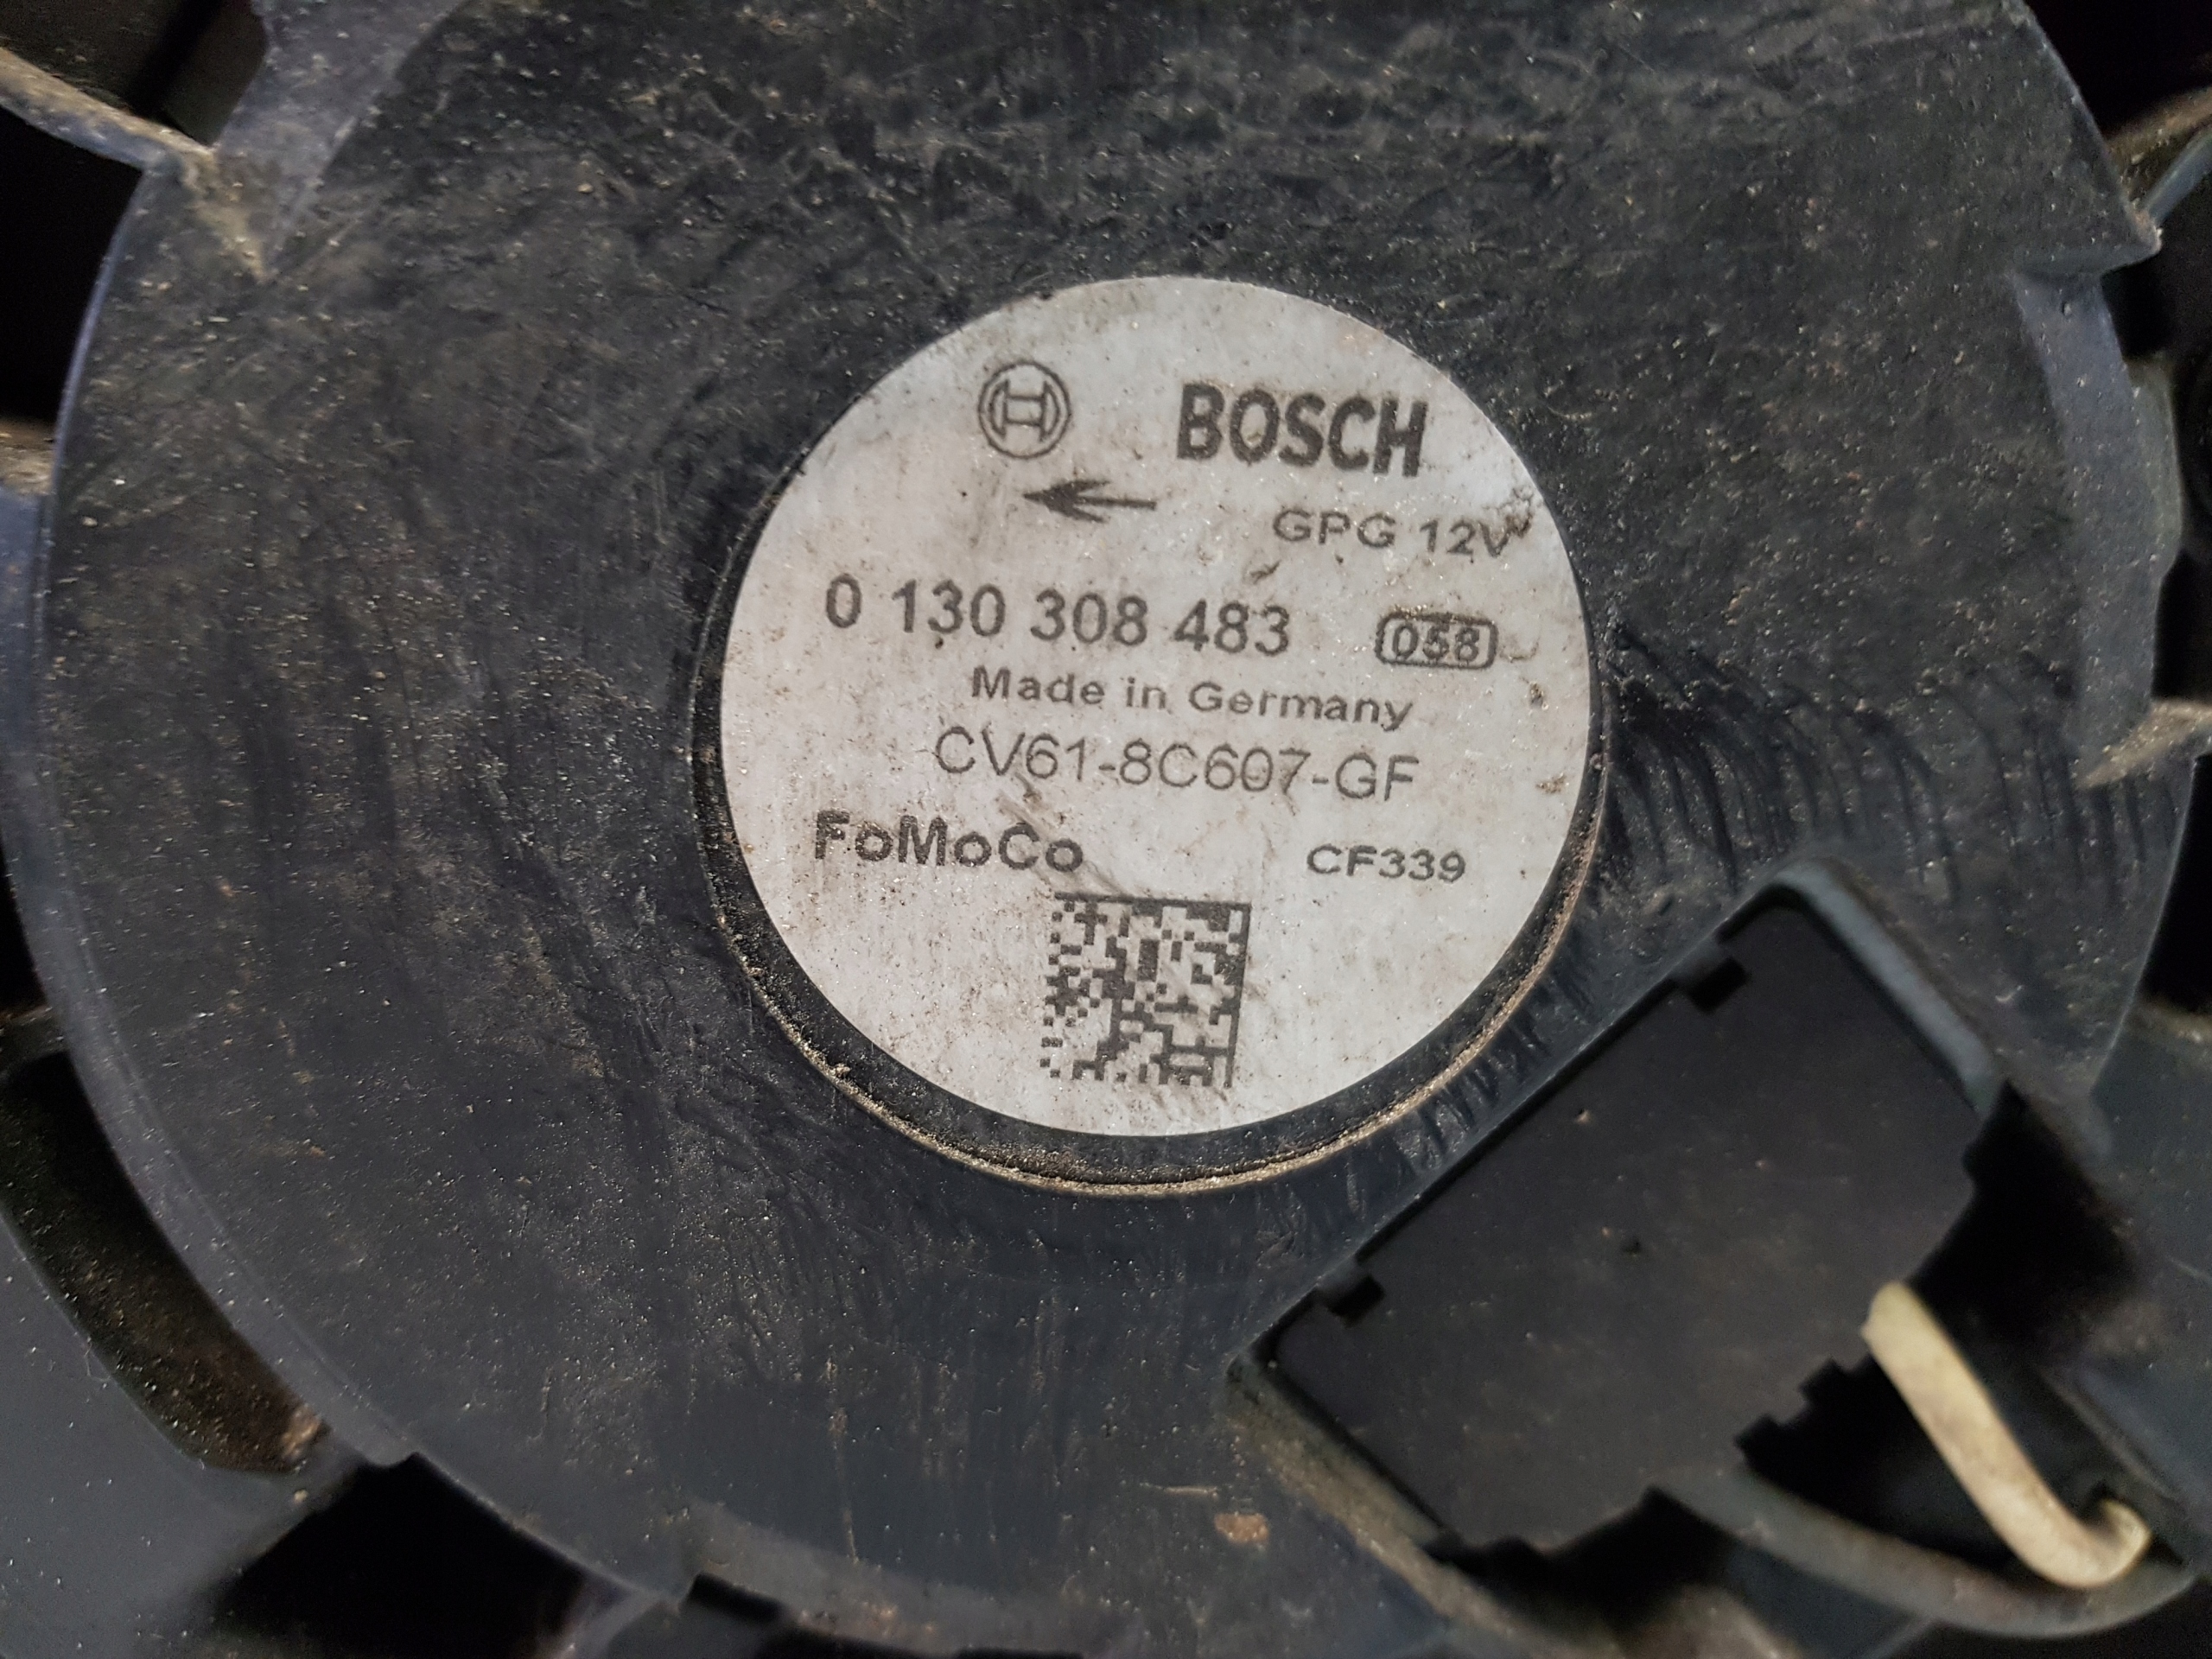 BOSCH
GPG 12V
0 130 308 483 058
Made in Germany
CV61-8C607-GF
FoMoCo CF339